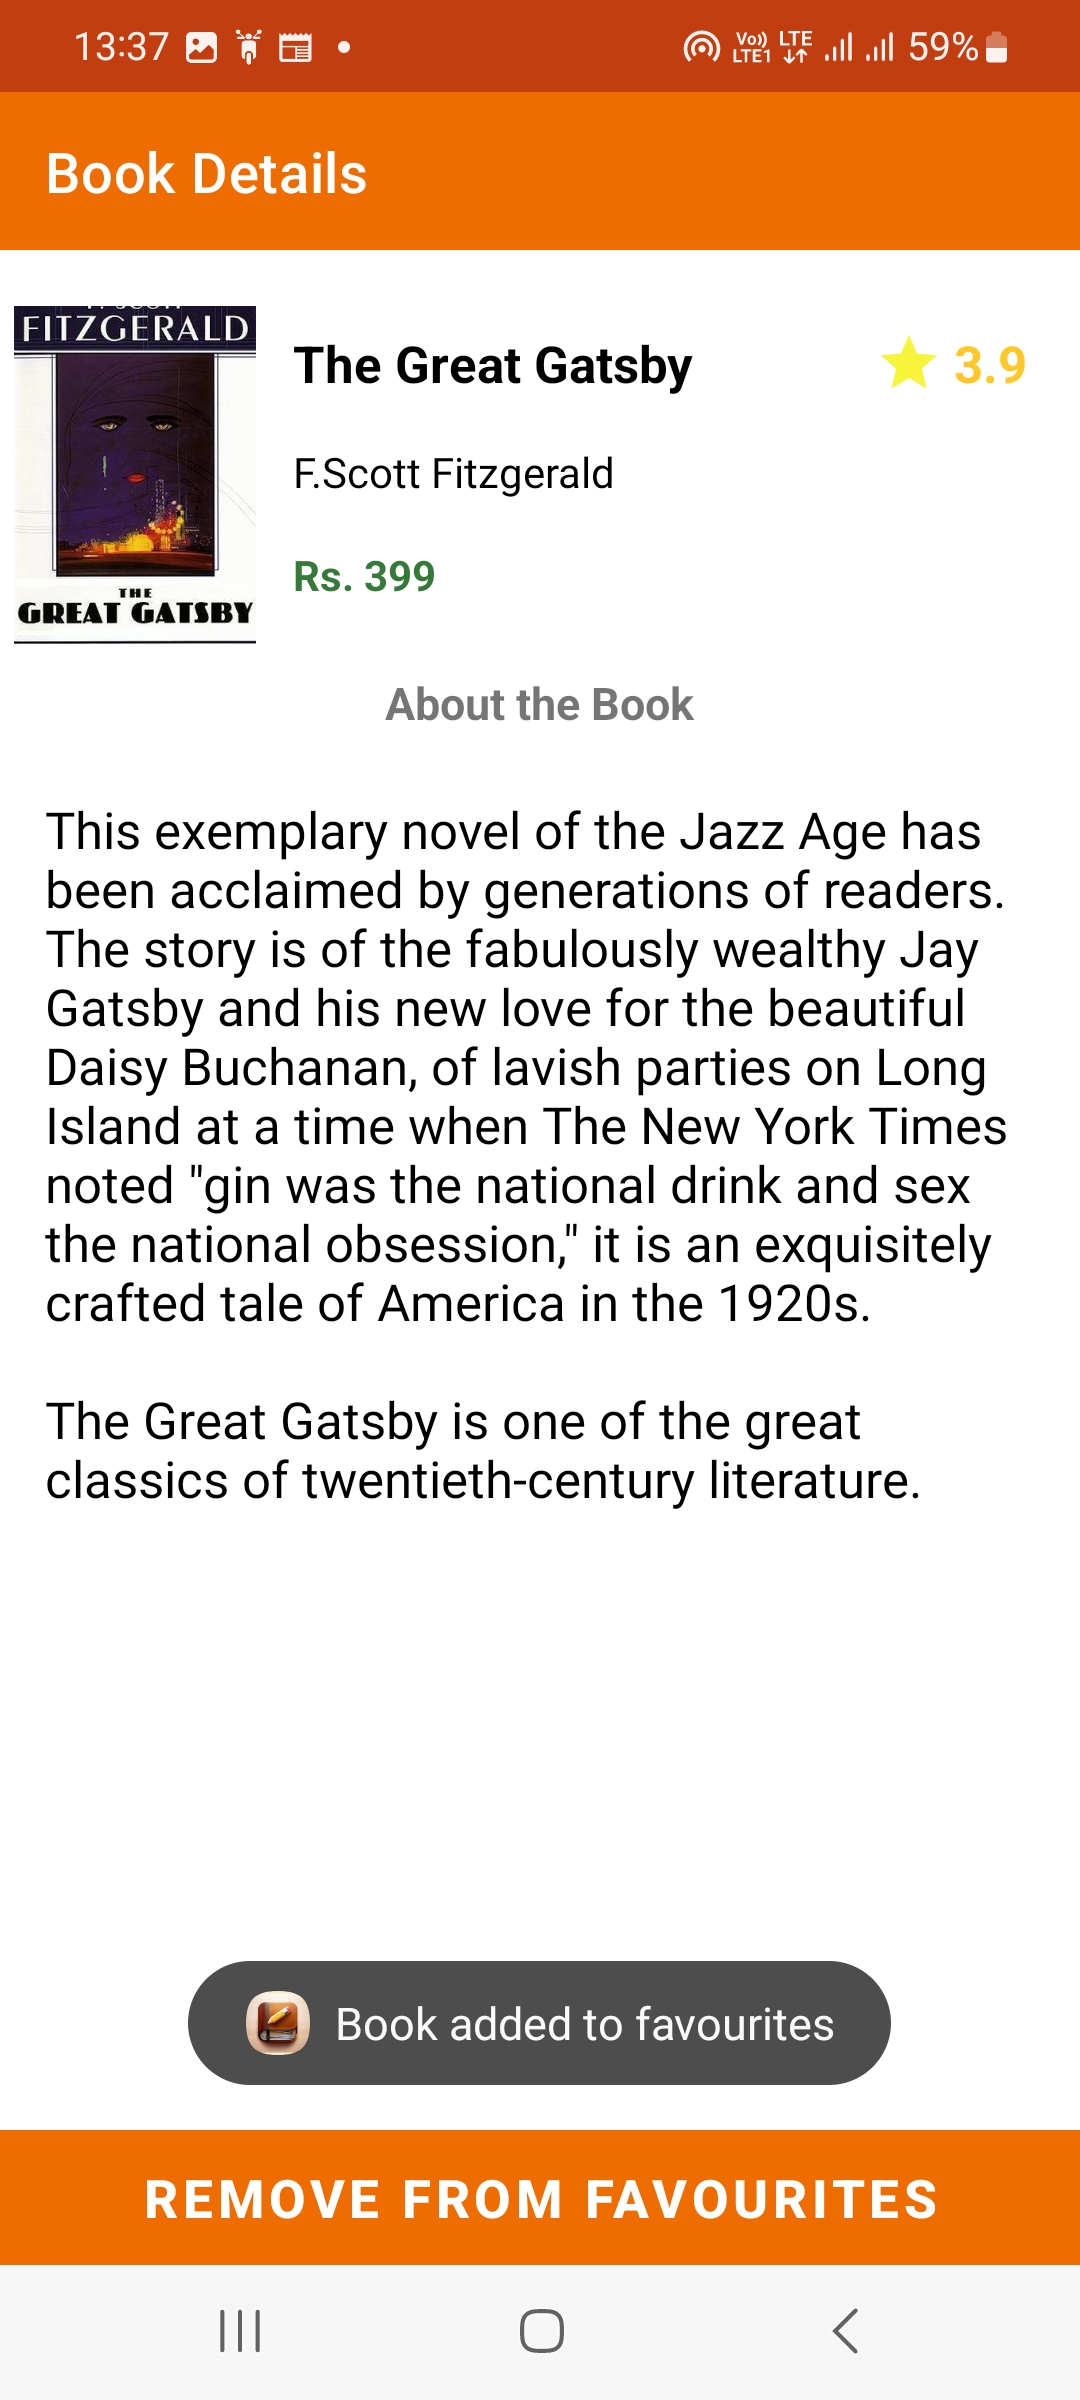 13:37
Vo)) LTE
LTE1
59%
Book Details
FITZGERALD
THE
GREAT GATSBY
The Great Gatsby
3.9
F.Scott Fitzgerald
Rs. 399
About the Book
This exemplary novel of the Jazz Age has
been acclaimed by generations of readers.
The story is of the fabulously wealthy Jay
Gatsby and his new love for the beautiful
Daisy Buchanan, of lavish parties on Long
Island at a time when The New York Times
noted "gin was the national drink and sex
the national obsession," it is an exquisitely
crafted tale of America in the 1920s.
The Great Gatsby is one of the great
classics of twentieth-century literature.
Book added to favourites
REMOVE FROM FAVOURITES